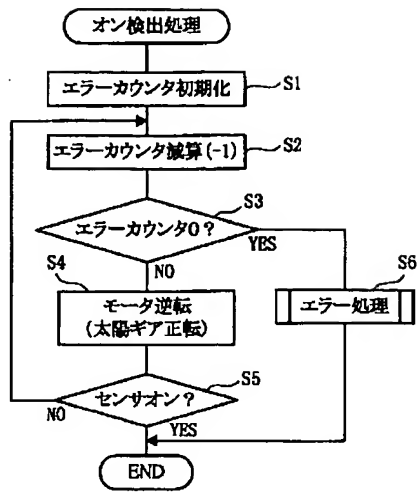 オン検出処理
エラーカウンタ初期化
S1
エラーカウンタ減算(-1)
S2
S3
エラーカウンタ0?
YES
NO
S4
モータ逆転
(太陽ギア正転)
S6
エラー処理
S5
センサオン?
NO
YES
END